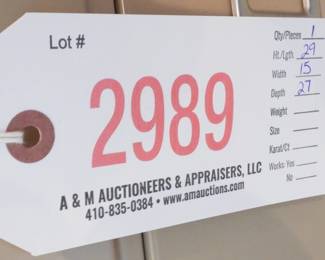 Lot #
2989
A & M AUCTIONEERS & APPRAISERS, LLC
410-835-0384 • www.amauctions.com
Qty/Pieces 1
Ht./Lgth 29
Width 15
Depth 27
Weight
Size
Karat/Ct
Works: Yes
No